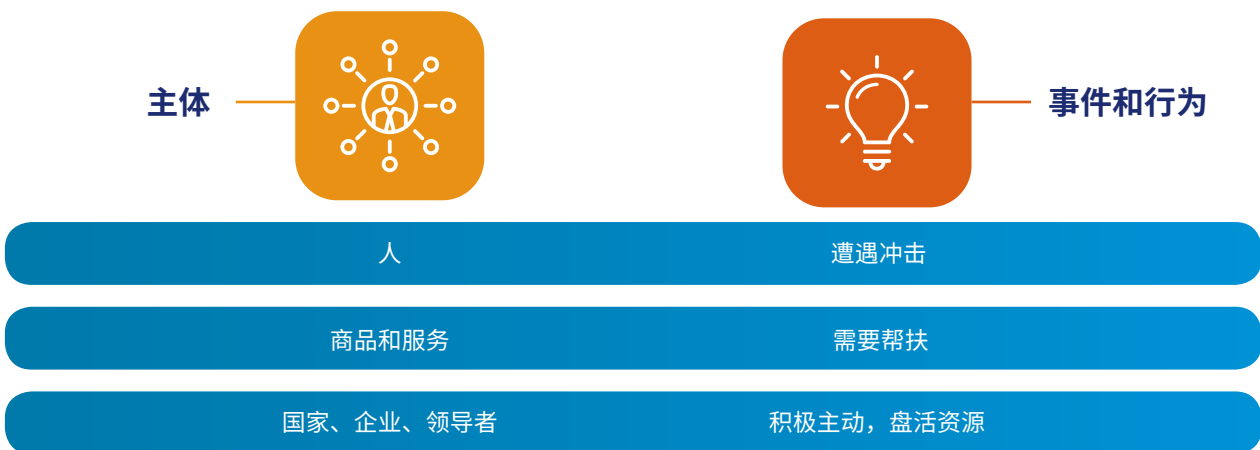 主体
事件和行为
人
遭遇冲击
商品和服务
需要帮扶
国家、企业、领导者
积极主动，盘活资源